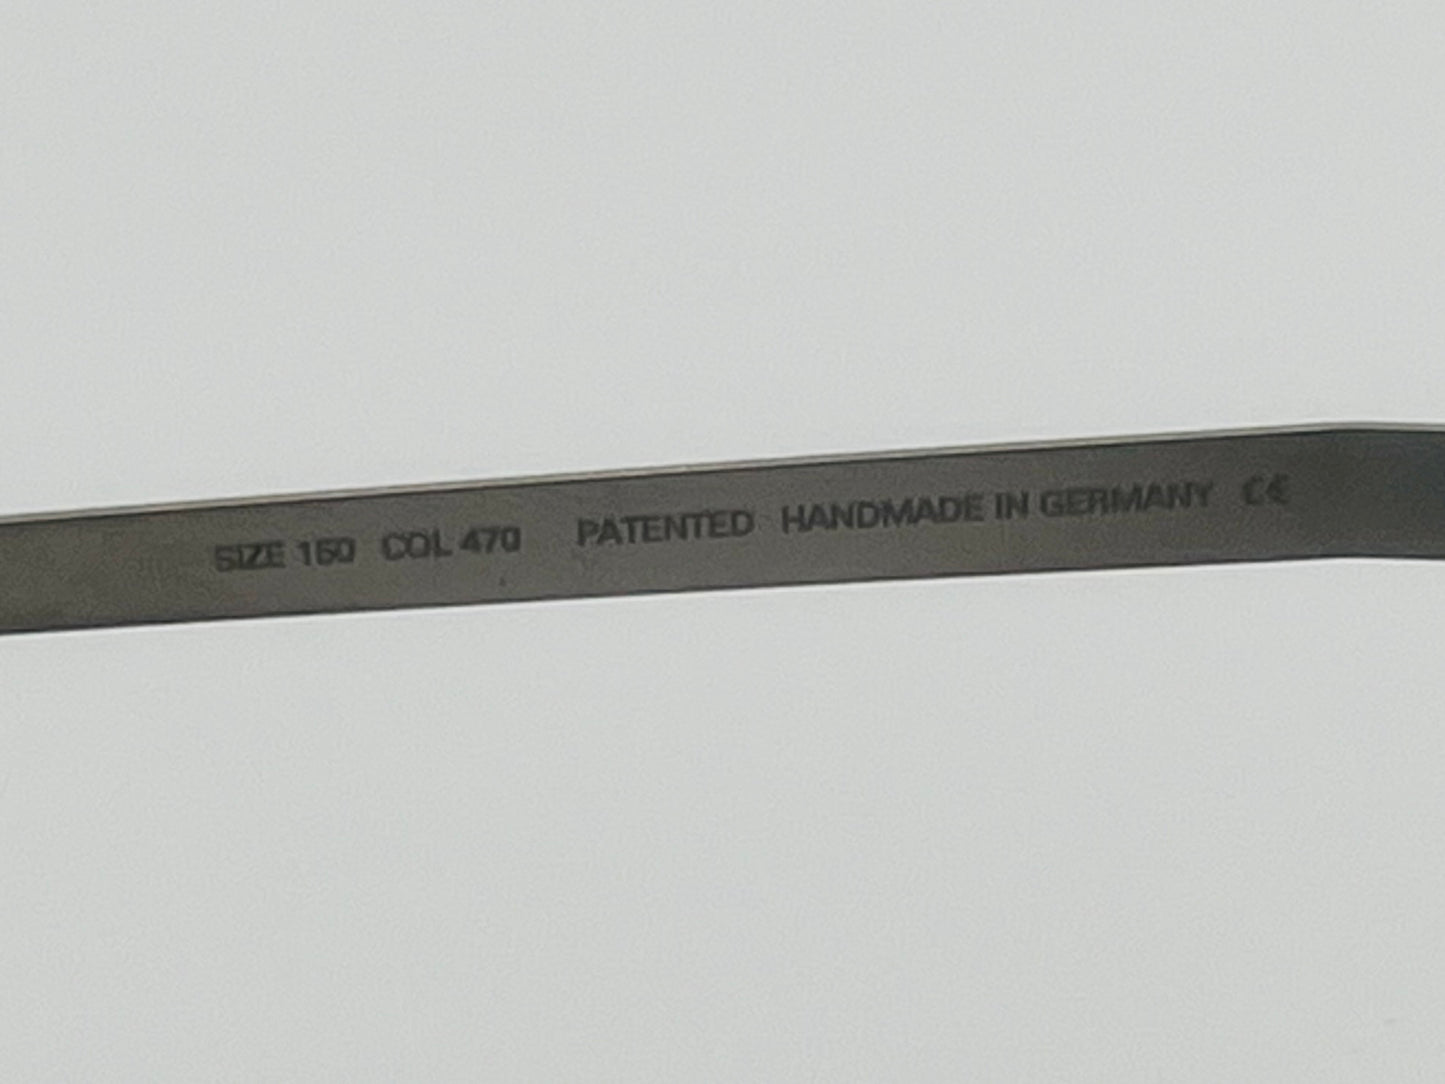 SIZE 150 COL 470 PATENTED HANDMADE IN GERMANY CE